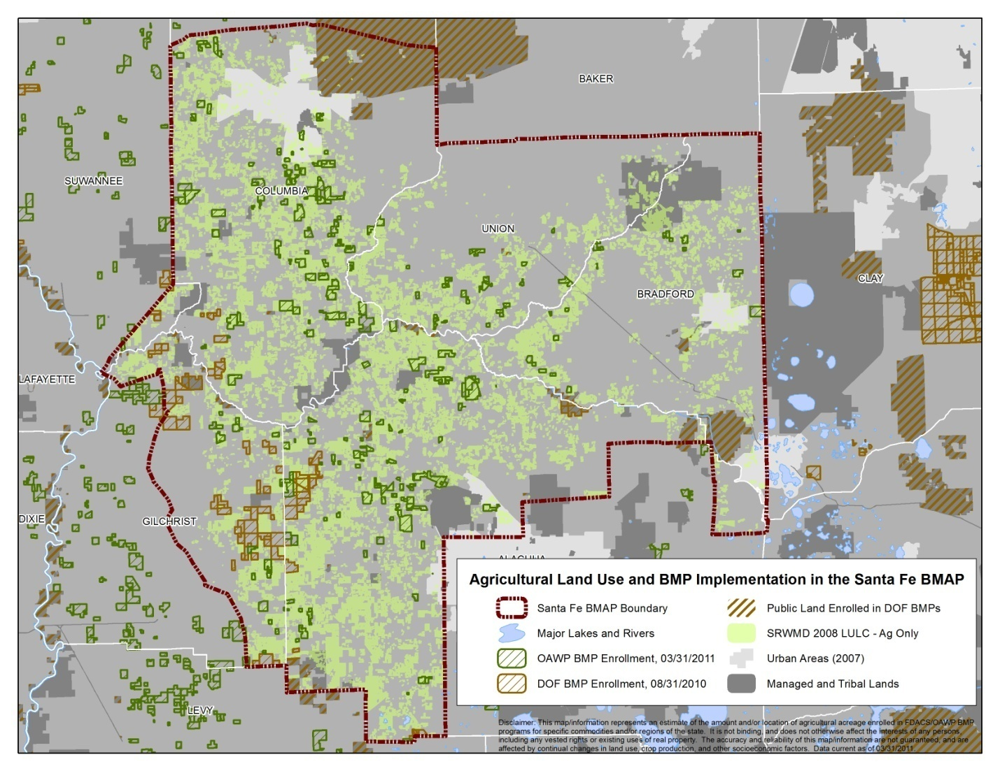 BAKER
SUWANNEE
COLUMBIA
UNION
CLAY
BRADFORD
LAFAYETTE
DIXIE
GILCHRIST
ALACHUA
LEVY
Agricultural Land Use and BMP Implementation in the Santa Fe BMAP
Santa Fe BMAP Boundary
Major Lakes and Rivers
OAWP BMP Enrollment, 03/31/2011
DOF BMP Enrollment, 08/31/2010
Public Land Enrolled in DOF BMPs
SRWMD 2008 LULC - Ag Only
Urban Areas (2007)
Managed and Tribal Lands
Disclaimer: This map/information represents an estimate of the amount and/or location of agricultural acreage enrolled in FDACS/OAWP BMP
programs for specific commodities and/or regions of the state. It is not binding, and does not otherwise affect the interests of any persons,
including any vested rights or existing uses of real property. The accuracy and reliability of this map/information are not guaranteed, and are
affected by continual changes in land use, crop production, and other socioeconomic factors. Data current as of 03/31/2011.